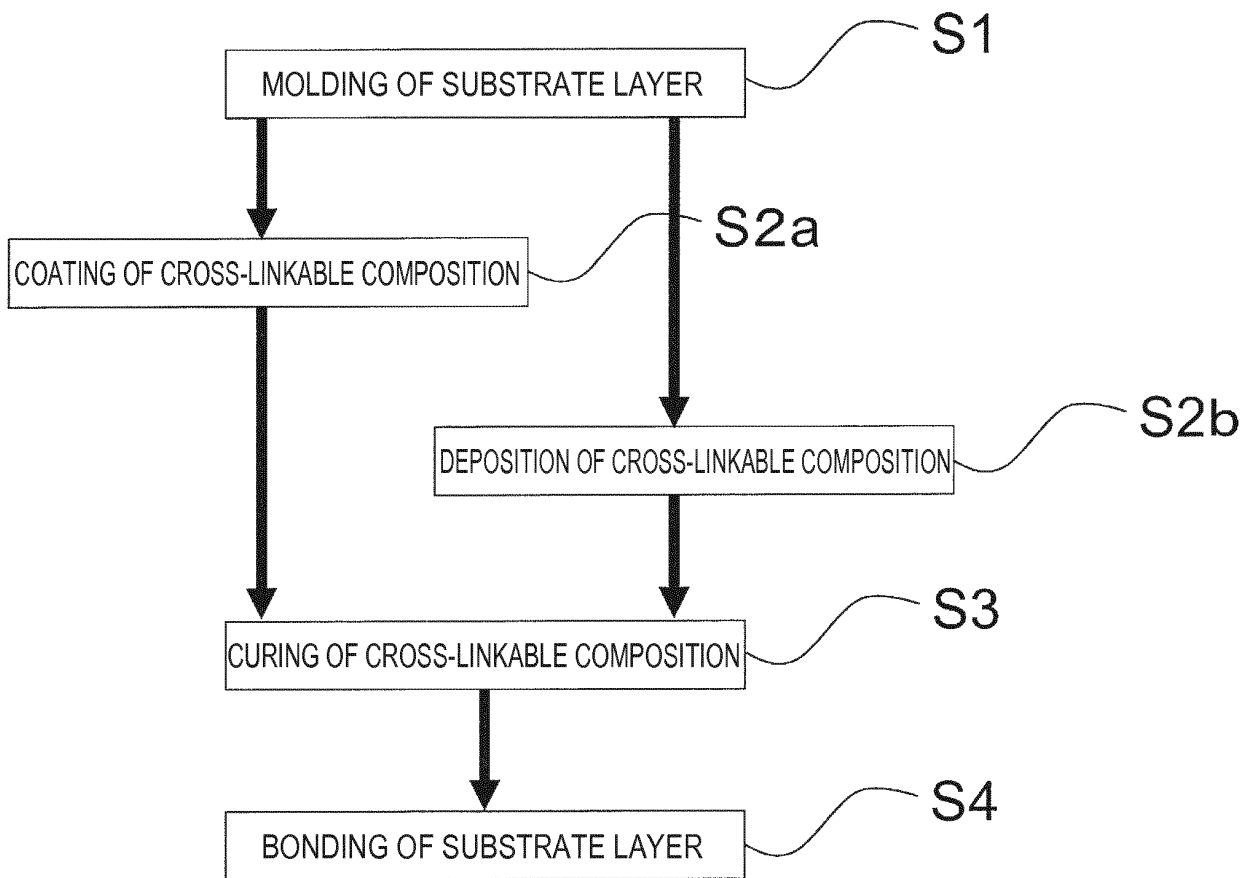 S1
MOLDING OF SUBSTRATE LAYER
S2a
COATING OF CROSS-LINKABLE COMPOSITION
S2b
DEPOSITION OF CROSS-LINKABLE COMPOSITION
S3
CURING OF CROSS-LINKABLE COMPOSITION
S4
BONDING OF SUBSTRATE LAYER